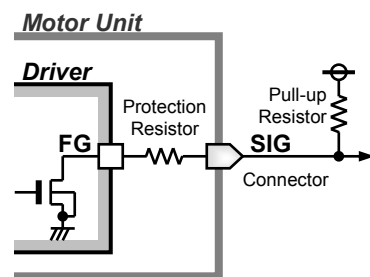 Motor Unit
Driver
Protection
Resistor
Pull-up
Resistor
FG
SIG
Connector